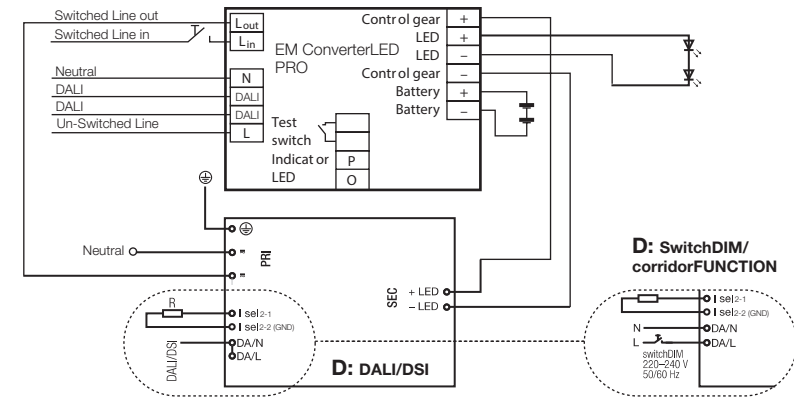 Switched Line out
Switched Line in
Neutral
DALI
DALI
Un-Switched Line
Lout
Lin
N
DALI
DALI
L
EM ConverterLED
PRO
Test
switch
Indicator
LED
P
O
Control gear +
LED +
LED –
Control gear –
Battery +
Battery –
Neutral
PRI
SEC
+ LED
– LED
R
I sel2-1
I sel2-2 (GND)
DA/N
DA/L
DALI/DSI
D: DALI/DSI
D: SwitchDIM/
corridorFUNCTION
I sel2-1
I sel2-2 (GND)
N
DA/N
L
DA/L
switchDIM
220–240 V
50/60 Hz